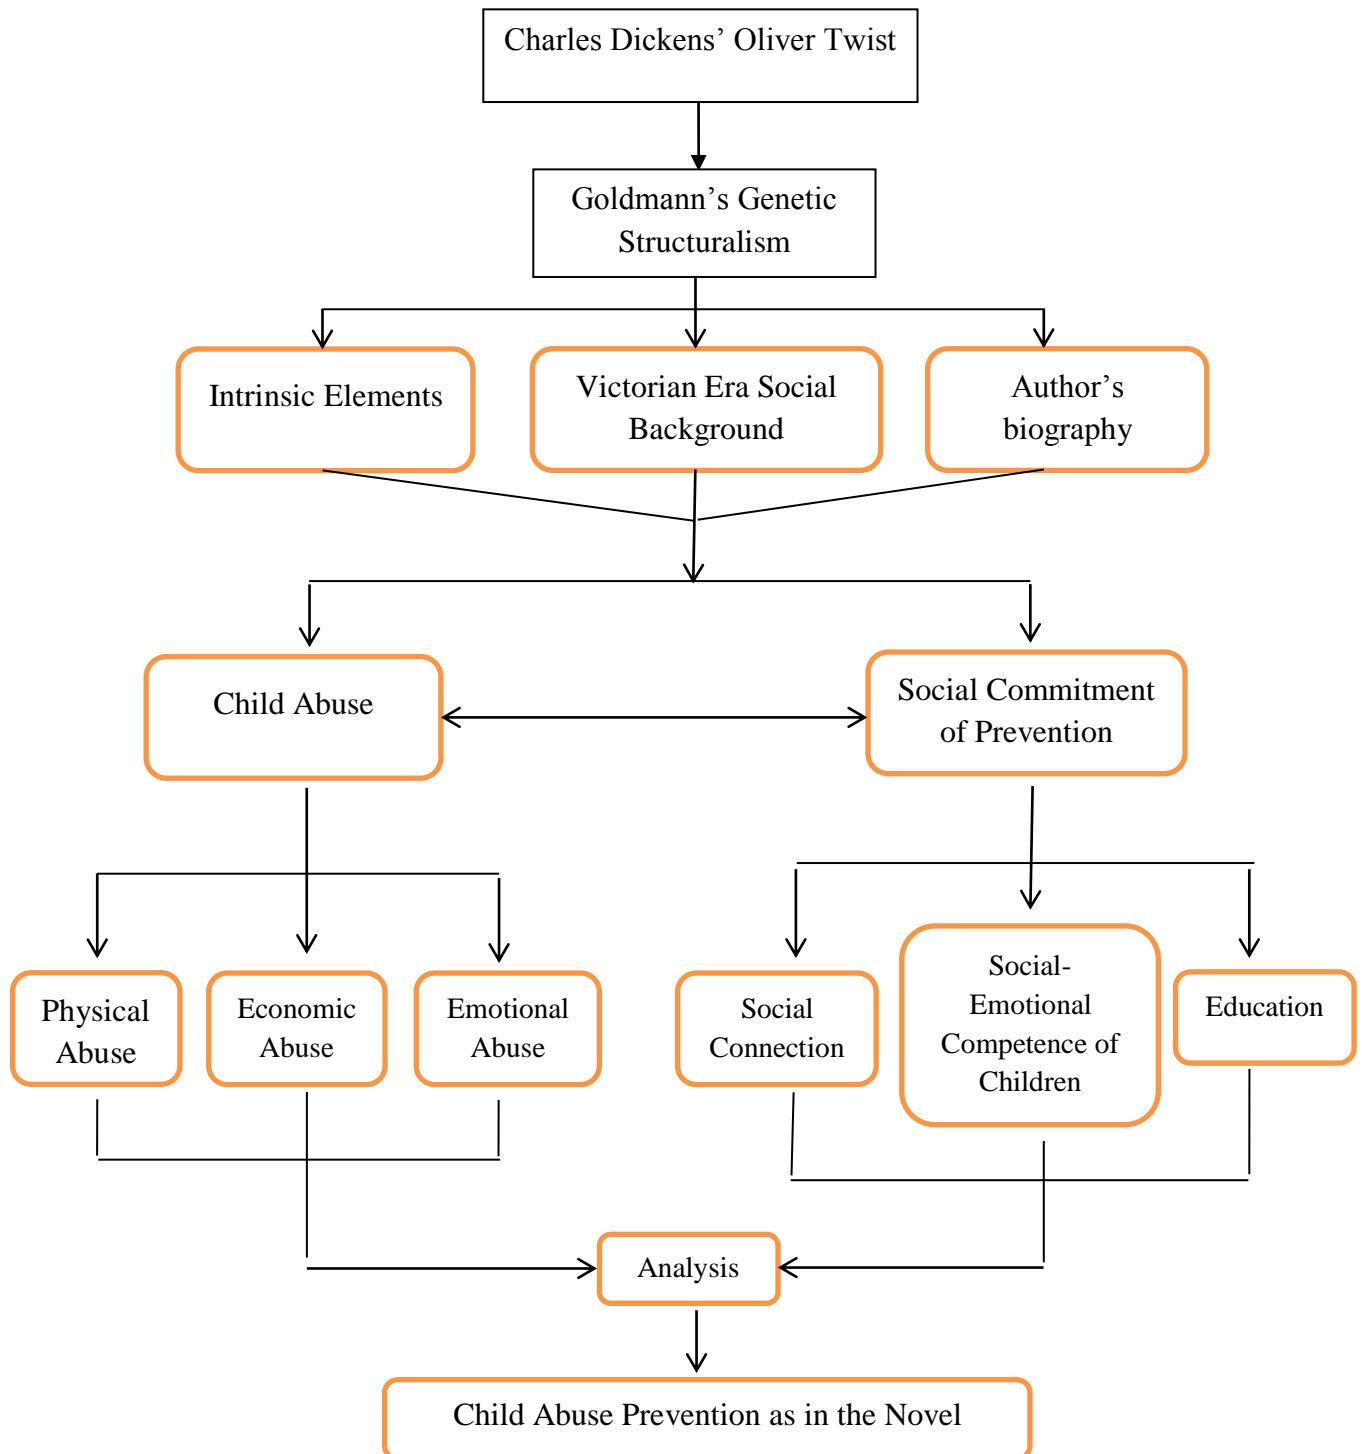 Charles Dickens’ Oliver Twist
Goldmann’s Genetic
Structuralism
Intrinsic Elements
Victorian Era Social
Background
Author’s
biography
Child Abuse
Social Commitment
of Prevention
Physical
Abuse
Economic
Abuse
Emotional
Abuse
Social
Connection
Social-
Emotional
Competence of
Children
Education
Analysis
Child Abuse Prevention as in the Novel